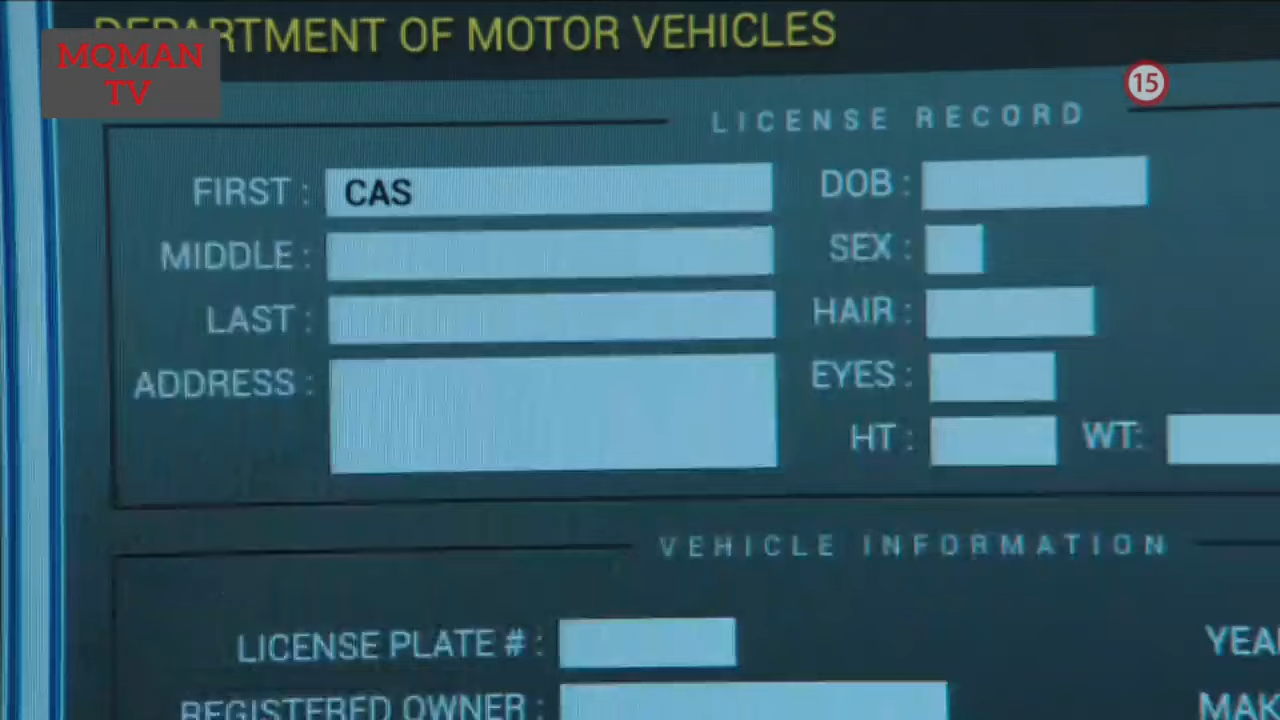 DEPARTMENT OF MOTOR VEHICLES
MQMAN
TV
15
LICENSE RECORD
FIRST : CAS
DOB :
MIDDLE :
SEX :
LAST :
HAIR :
ADDRESS :
EYES :
HT :
WT:
VEHICLE INFORMATION
LICENSE PLATE # :
REGISTERED OWNER :